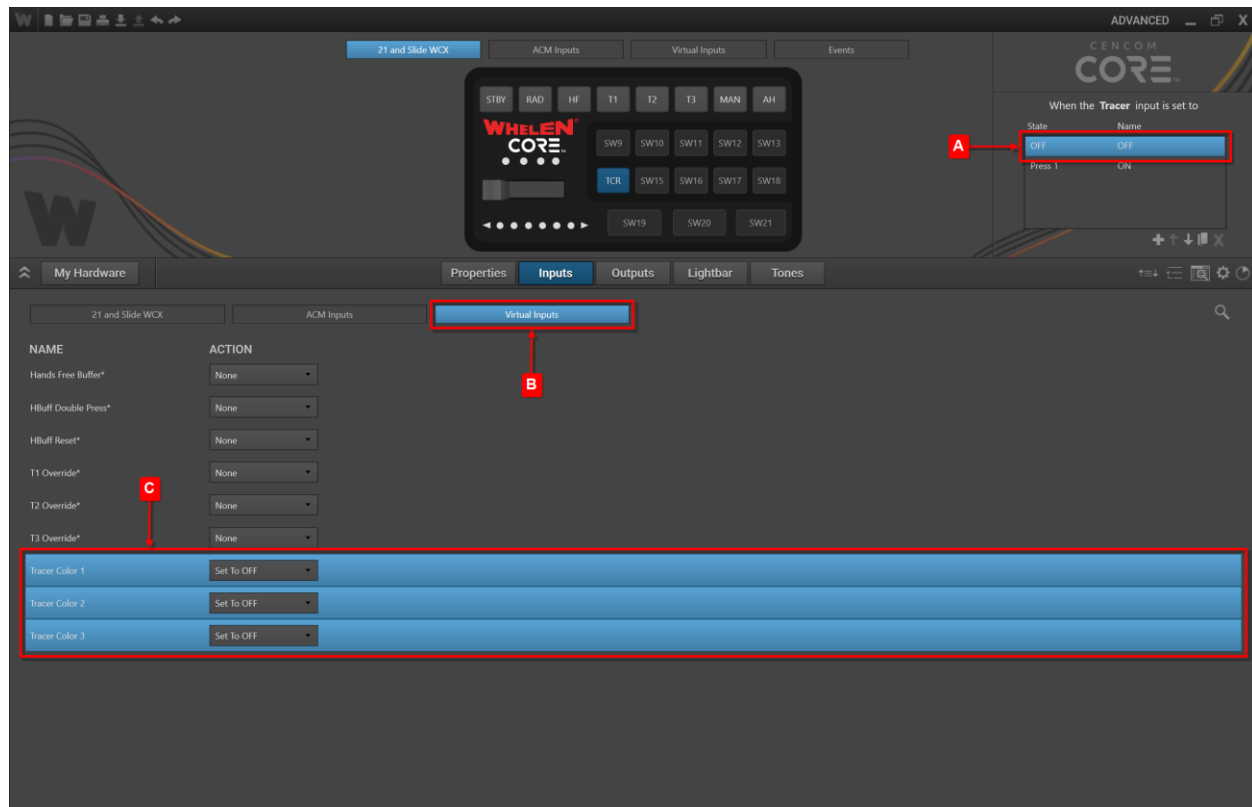 W ADVANCED X
21 and Slide WCX ACM Inputs Virtual Inputs Events
CENCOM
CORE™
When the Tracer input is set to
State Name
OFF OFF
Press 1 ON
A
STBY RAD HF T1 T2 T3 MAN AH
WHELEN®
CORE™
SW9 SW10 SW11 SW12 SW13
TCR SW15 SW16 SW17 SW18
SW19 SW20 SW21
W
My Hardware Properties Inputs Outputs Lightbar Tones
21 and Slide WCX ACM Inputs Virtual Inputs
NAME ACTION
Hands Free Buffer* None
B
HBuff Double Press* None
HBuff Reset* None
T1 Override* None
C
T2 Override* None
T3 Override* None
Tracer Color 1 Set To OFF
Tracer Color 2 Set To OFF
Tracer Color 3 Set To OFF